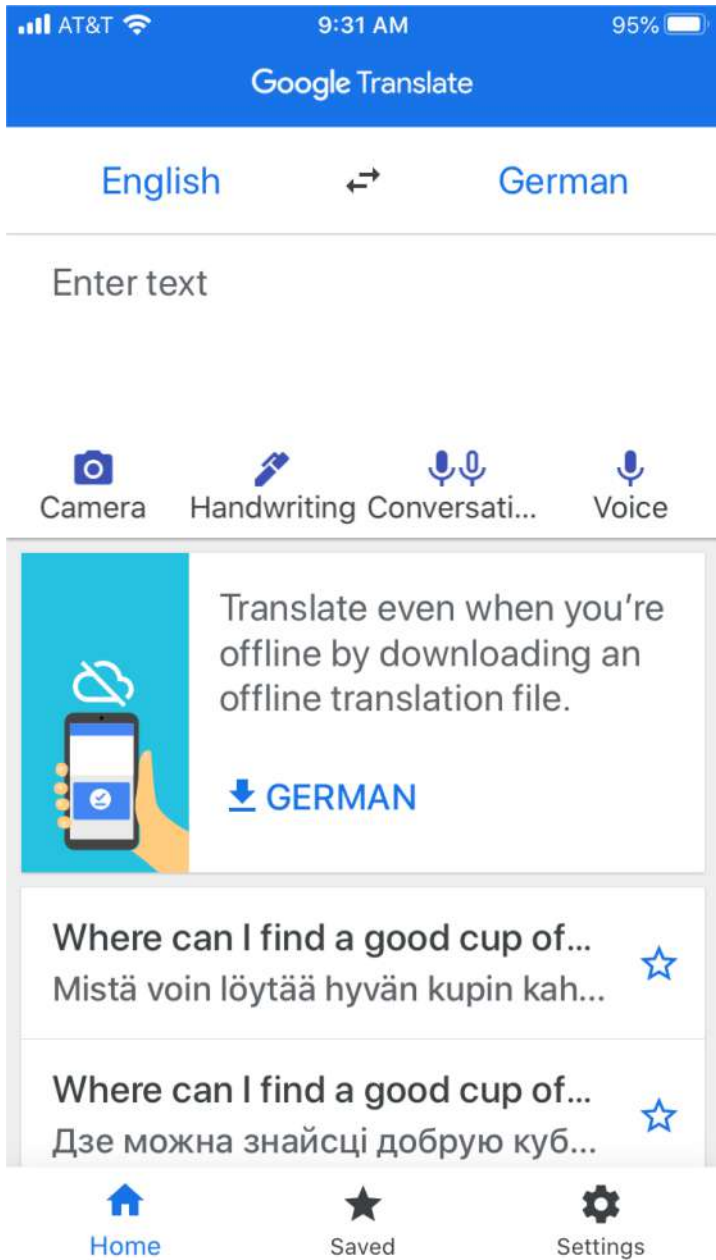 AT&T 9:31 AM 95%
Google Translate
English German
Enter text
Camera Handwriting Conversati... Voice
Translate even when you're
offline by downloading an
offline translation file.
GERMAN
Where can I find a good cup of...
Mistä voin löytää hyvän kupin kah...
Where can I find a good cup of...
Дзе можна знайсці добрую куб...
Home Saved Settings